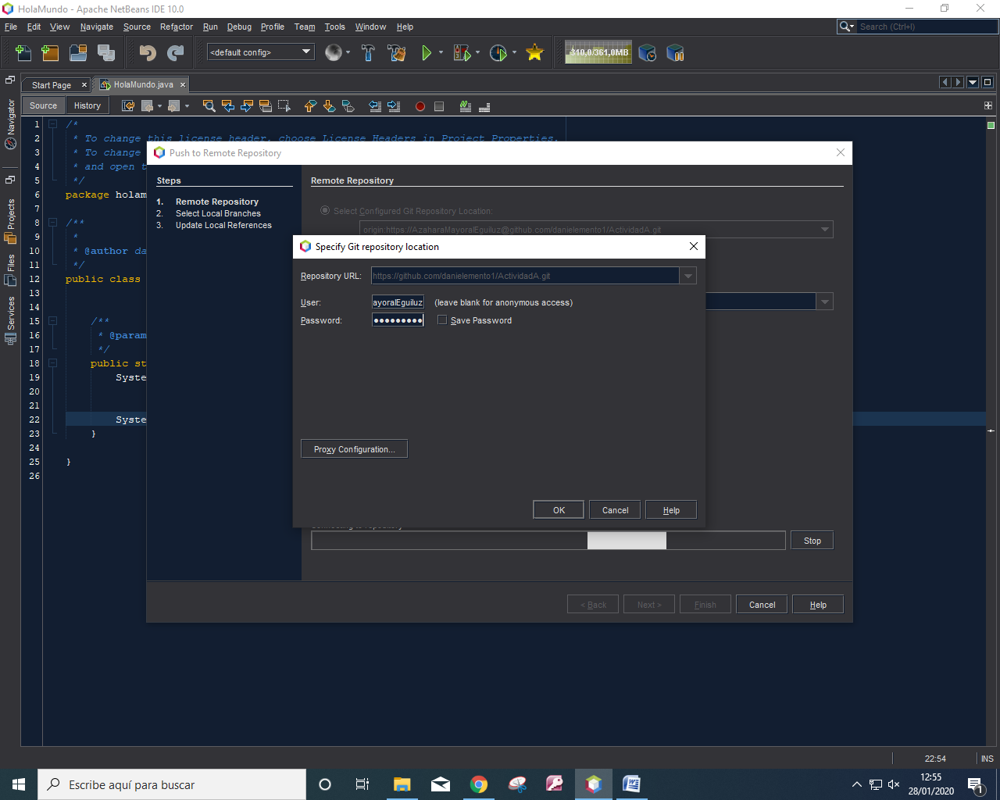 HolaMundo - Apache NetBeans IDE 10.0
File Edit View Navigate Source Refactor Run Debug Profile Team Tools Window Help
Search (Ctrl+I)
<default config>
310,0/361,0MB
Start Page
HolaMundo.java
Source History
Navigator
Projects
Files
Services
1 /*
2 * To change this license header, choose License Headers in Project Properties.
3 * To change
4 * and open t
5 */
6 package holam
7
8 /**
9 *
10 * @author da
11 */
12 public class
13
14
15 /**
16 * @param
17 */
18 public st
19 Syste
20
21
22 Syste
23 }
24
25 }
26
Push to Remote Repository
Steps
1. Remote Repository
2. Select Local Branches
3. Update Local References
Remote Repository
Select Configured Git Repository Location:
origin:https://AzaharaMayoralEguiluz@github.com/danielemento1/ActividadA.git
Specify Git repository location
Repository URL: https://github.com/danielemento1/ActividadA.git
User: ayoralEguiluz (leave blank for anonymous access)
Password: ●●●●●●●●● Save Password
Proxy Configuration...
OK Cancel Help
Connecting to repository
Stop
< Back Next > Finish Cancel Help
22:54 INS
Escribe aquí para buscar
12:55
28/01/2020
1